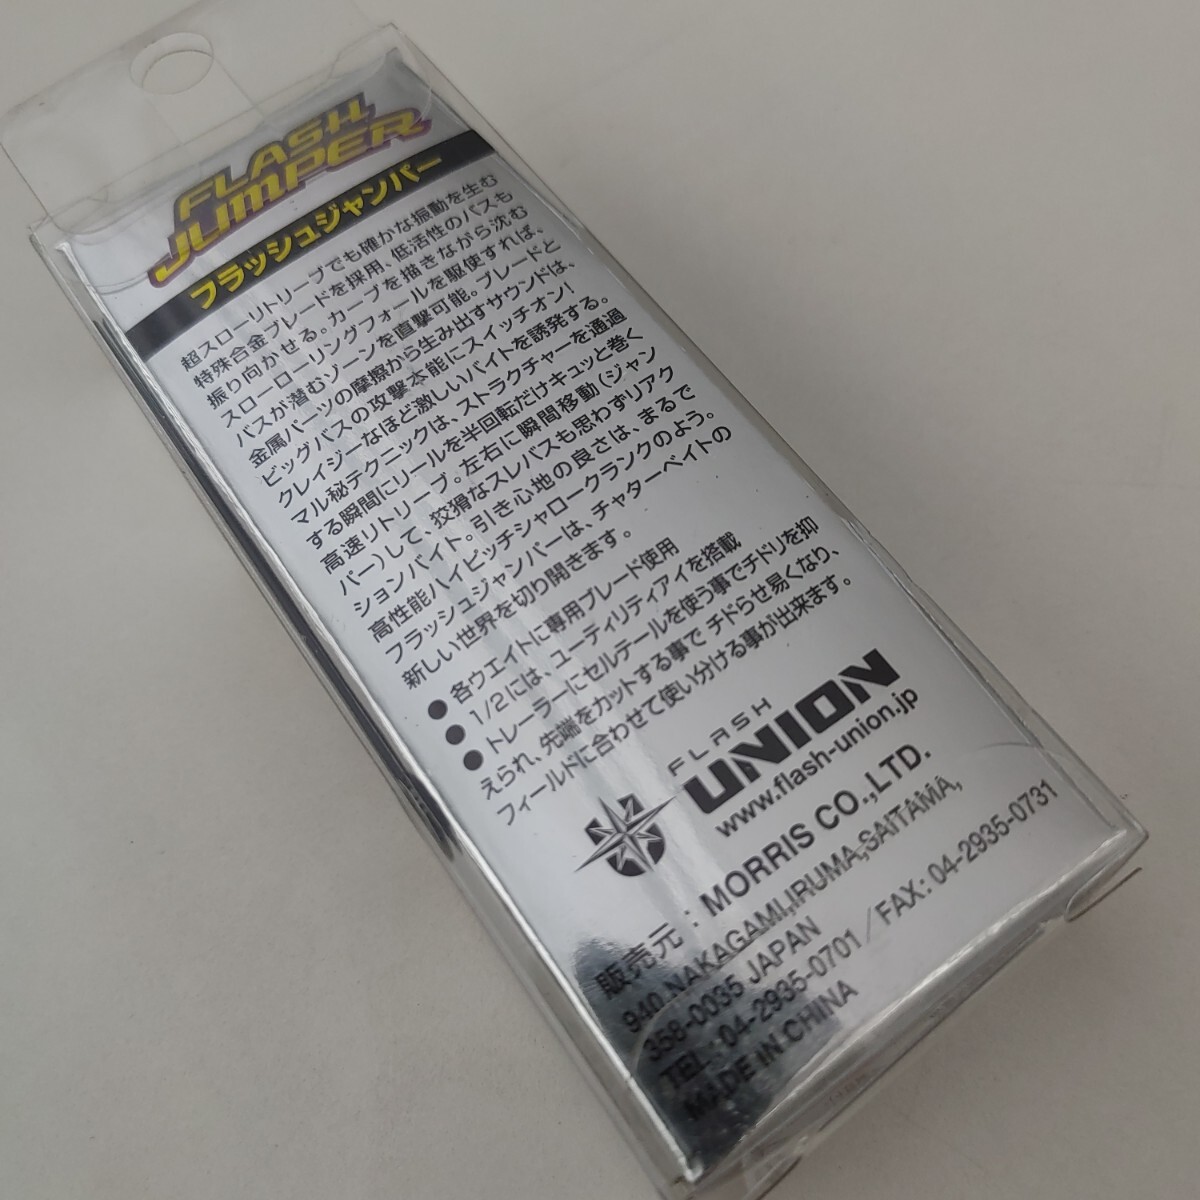 FLASH
JUMPER
フラッシュジャンパー
超スローリトリーブでも確かな振動を生む
特殊合金ブレードを採用、低活性のバスも
振り向かせる。カーブを描きながら沈む
スローローリングフォールを駆使すれば、
バスが潜むゾーンを直撃可能。ブレードと
金属パーツの摩擦から生み出すサウンドは、
ビッグバスの攻撃本能にスイッチオン!
クレイジーなほど激しいバイトを誘発する。
マル秘テクニックは、ストラクチャーを通過
する瞬間にリールを半回転だけキュッと巻く
高速リトリーブ。左右に瞬間移動(ジャン
パー)して、狡猾なスレバスも思わずリアク
ションバイト。引き心地の良さは、まるで
高性能ハイピッチシャロークランクのよう。
フラッシュジャンパーは、チャターベイトの
新しい世界を切り開きます。
● 各ウエイトに専用ブレード使用
● 1/2には、ユーティリティアイを搭載
● トレーラーにセルテールを使う事でチドリを抑
えられ、先端をカットする事で チドらせ易くなり、
フィールドに合わせて使い分ける事が出来ます。
FLASH
UNION
www.flash-union.jp
販売元 : MORRIS CO.,LTD.
940 NAKAGAMI,IRUMA,SAITAMA,
358-0035 JAPAN
TEL : 04-2935-0701 / FAX: 04-2935-0731
MADE IN CHINA